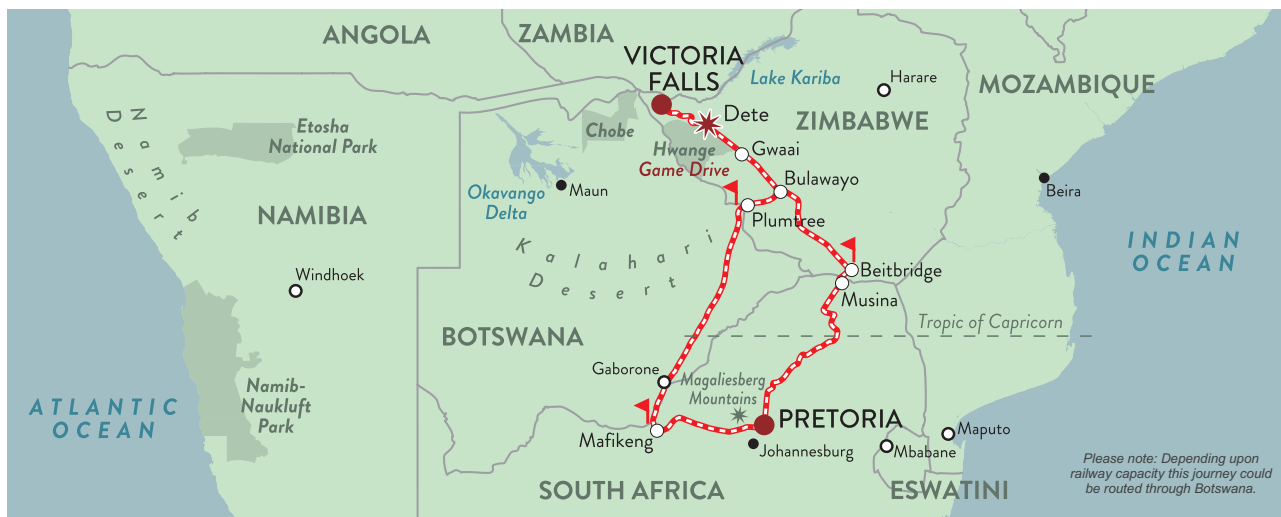 ANGOLA
ZAMBIA
VICTORIA
FALLS
Lake Kariba
Harare
MOZAMBIQUE
Namib
Desert
Etosha
National Park
Chobe
Dete
ZIMBABWE
Hwange
Game Drive
Gwaai
Okavango
Delta
Maun
Bulawayo
Beira
NAMIBIA
Plumtree
Kalahari
Desert
INDIAN
OCEAN
Windhoek
Beitbridge
Musina
BOTSWANA
Tropic of Capricorn
Gaborone
Magaliesberg
Mountains
Namib-
Naukluft
Park
ATLANTIC
OCEAN
PRETORIA
Mafikeng
Johannesburg
Maputo
Mbabane
SOUTH AFRICA
ESWATINI
Please note: Depending upon
railway capacity this journey could
be routed through Botswana.